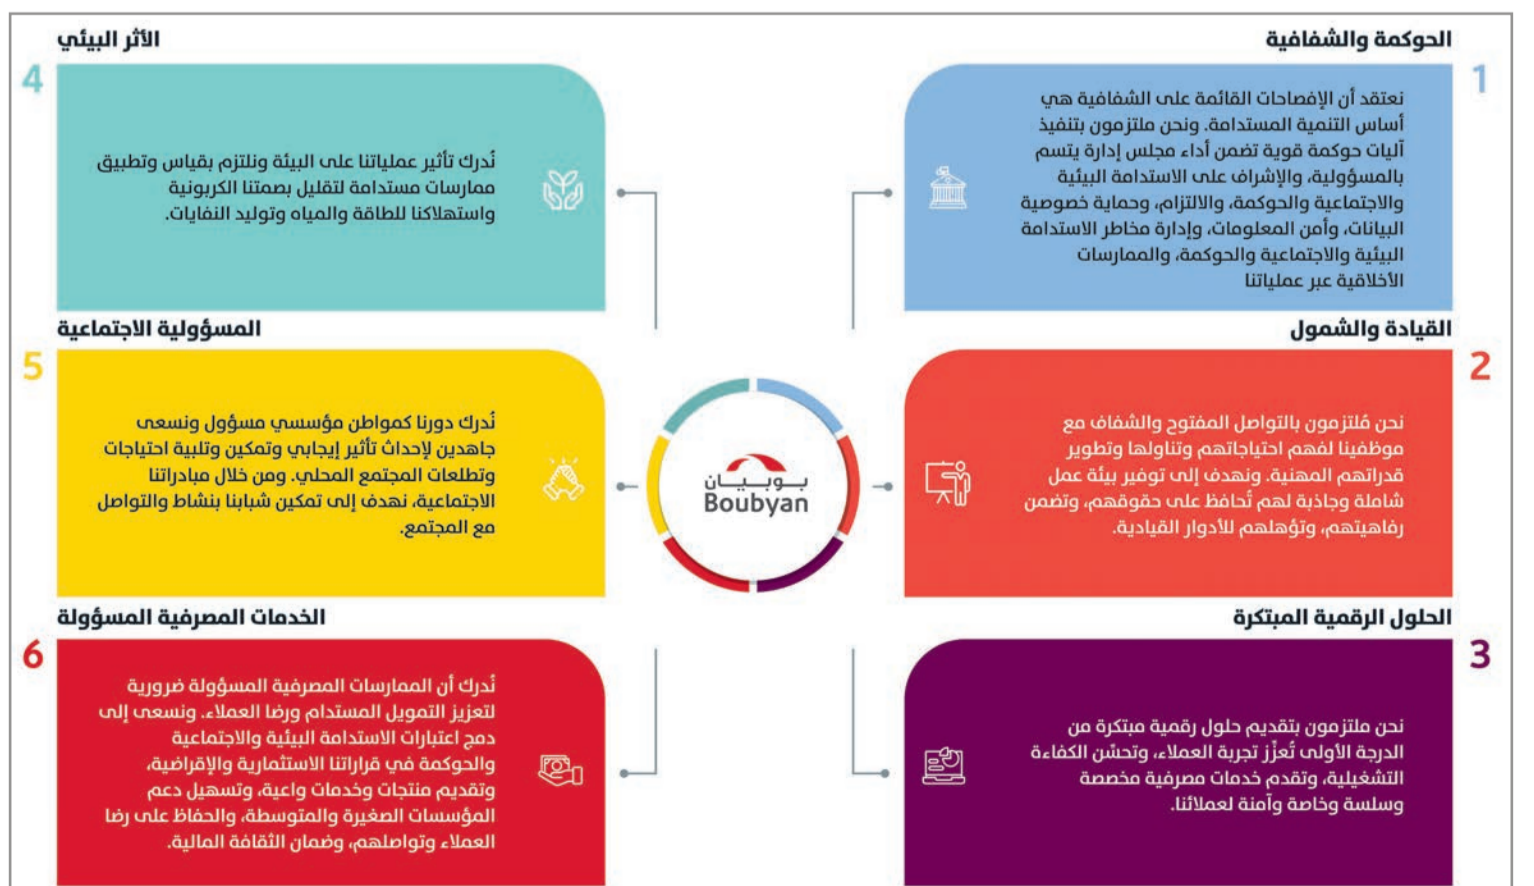 الحوكمة والشفافية
1
نعتقد أن الإفصاحات القائمة على الشفافية هي
أساس التنمية المستدامة. ونحن ملتزمون بتنفيذ
آليات حوكمة قوية تضمن أداء مجلس إدارة يتسم
بالمسؤولية، والإشراف على الاستدامة البيئية
والاجتماعية والحوكمة، والالتزام، وحماية خصوصية
البيانات، وأمن المعلومات، وإدارة مخاطر الاستدامة
البيئية والاجتماعية والحوكمة، والممارسات
الأخلاقية عبر عملياتنا
القيادة والشمول
2
نحن مُلتزمون بالتواصل المفتوح والشفاف مع
موظفينا لفهم احتياجاتهم وتناولها وتطوير
قدراتهم المهنية. ونهدف إلى توفير بيئة عمل
شاملة وجاذبة لهم تُحافظ على حقوقهم، وتضمن
رفاهيتهم، وتؤهلهم للأدوار القيادية.
الحلول الرقمية المبتكرة
3
نحن ملتزمون بتقديم حلول رقمية مبتكرة من
الدرجة الأولى تُعزِّز تجربة العملاء، وتحسِّن الكفاءة
التشغيلية، وتقدم خدمات مصرفية مخصصة
وسلسة وخاصة وآمنة لعملائنا.
بوبيان
Boubyan
الأثر البيئي
4
نُدرك تأثير عملياتنا على البيئة ونلتزم بقياس وتطبيق
ممارسات مستدامة لتقليل بصمتنا الكربونية
واستهلاكنا للطاقة والمياه وتوليد النفايات.
المسؤولية الاجتماعية
5
نُدرك دورنا كمواطن مؤسسي مسؤول ونسعى
جاهدين لإحداث تأثير إيجابي وتمكين وتلبية احتياجات
وتطلعات المجتمع المحلي. ومن خلال مبادراتنا
الاجتماعية، نهدف إلى تمكين شبابنا بنشاط والتواصل
مع المجتمع.
الخدمات المصرفية المسؤولة
6
نُدرك أن الممارسات المصرفية المسؤولة ضرورية
لتعزيز التمويل المستدام ورضا العملاء. ونسعى إلى
دمج اعتبارات الاستدامة البيئية والاجتماعية
والحوكمة في قراراتنا الاستثمارية والإقراضية،
وتقديم منتجات وخدمات واعية، وتسهيل دعم
المؤسسات الصغيرة والمتوسطة، والحفاظ على رضا
العملاء وتواصلهم، وضمان الثقافة المالية.